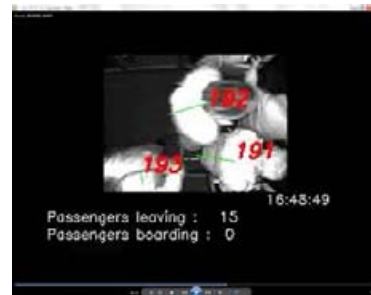 192
193
191
16:48:49
Passengers leaving : 15
Passengers boarding : 0